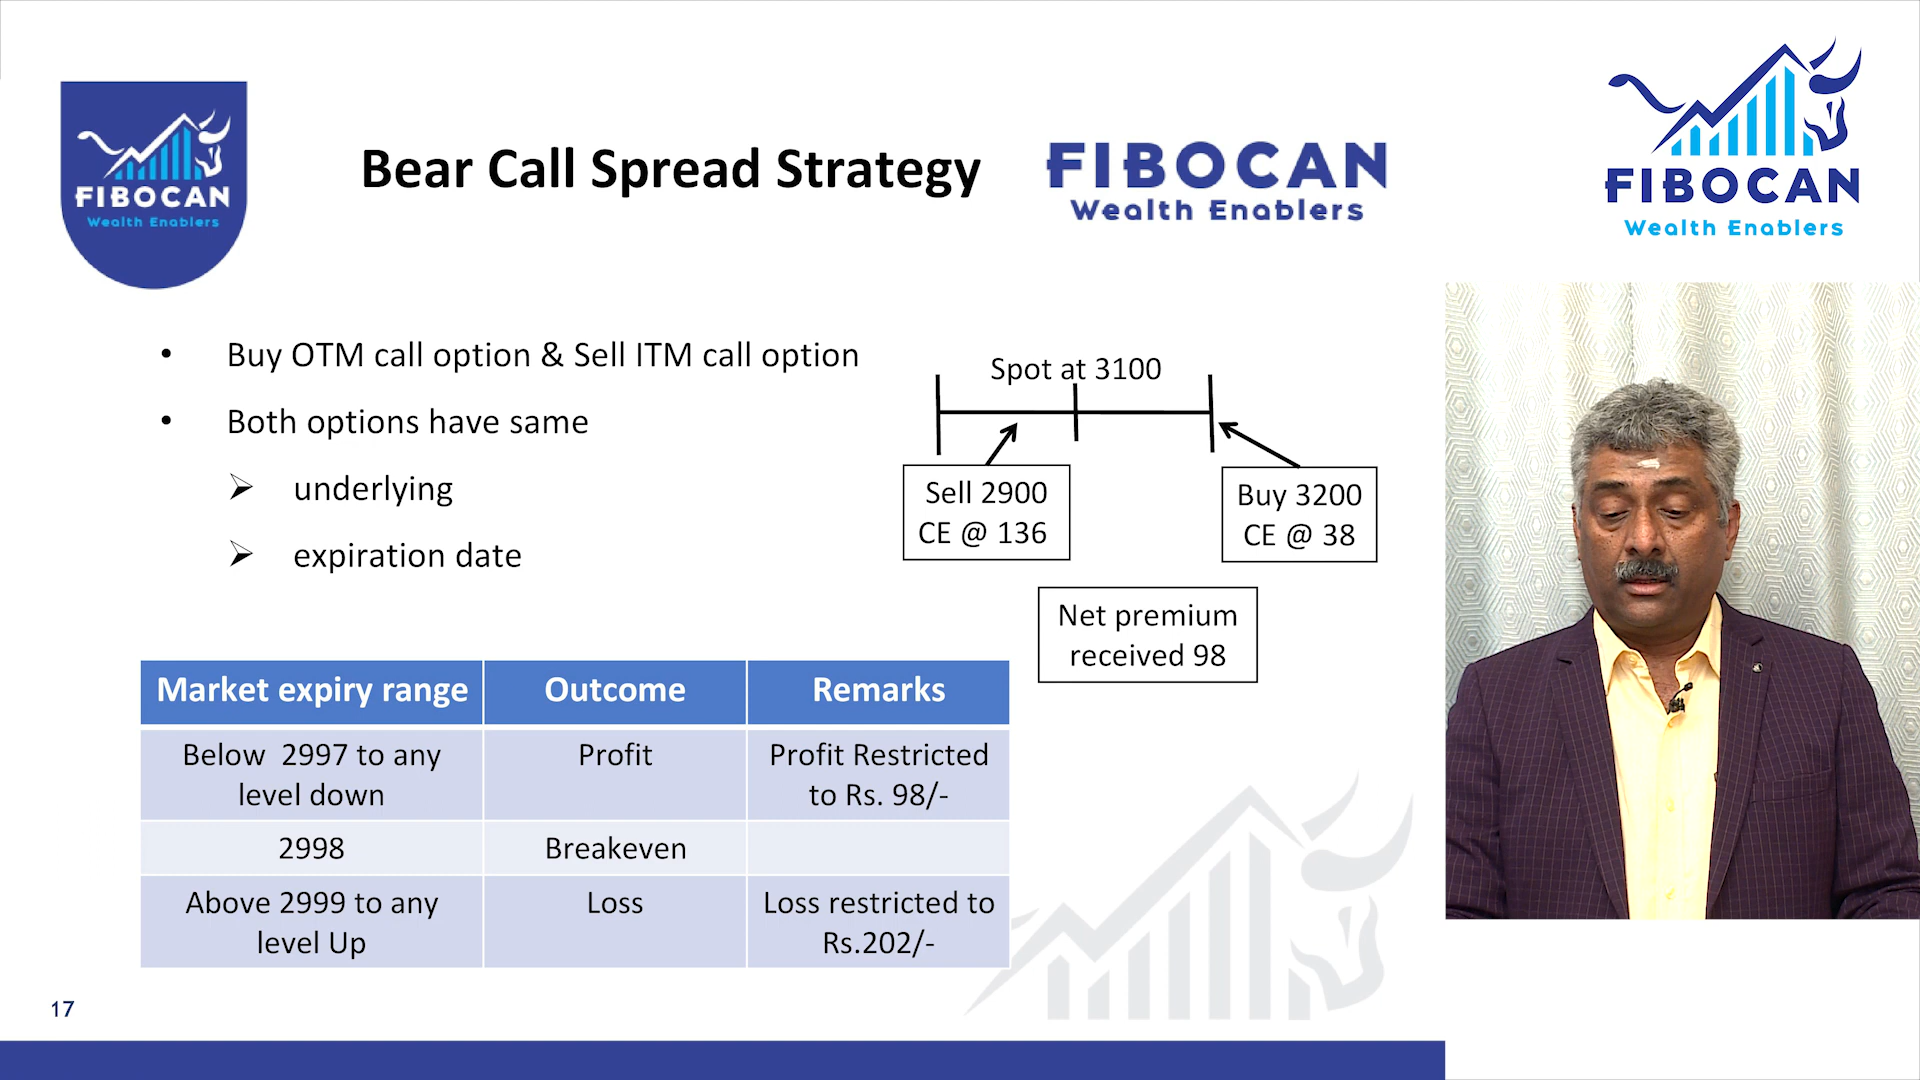 FIBOCAN
Wealth Enablers
Bear Call Spread Strategy
FIBOCAN
Wealth Enablers
FIBOCAN
Wealth Enablers
• Buy OTM call option & Sell ITM call option
• Both options have same
➢ underlying
➢ expiration date
Spot at 3100
Sell 2900
CE @ 136
Buy 3200
CE @ 38
Net premium
received 98
Market expiry range Outcome Remarks
Below 2997 to any
level down
Profit
Profit Restricted
to Rs. 98/-
2998 Breakeven
Above 2999 to any
level Up
Loss
Loss restricted to
Rs.202/-
17